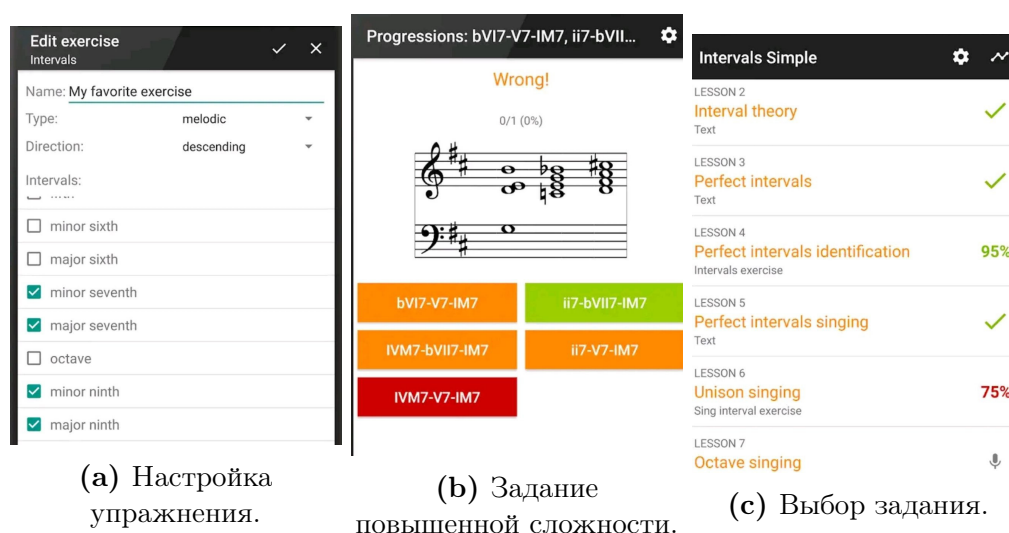 Edit exercise
Intervals
Name: My favorite exercise
Type: melodic
Direction: descending
Intervals:
minor sixth
major sixth
minor seventh
major seventh
octave
minor ninth
major ninth
(a) Настройка
упражнения.
Progressions: bVI7-V7-IM7, ii7-bVII...
Wrong!
0/1 (0%)
bVI7-V7-IM7 ii7-bVII7-IM7
IVM7-bVII7-IM7 ii7-V7-IM7
IVM7-V7-IM7
(b) Задание
повышенной сложности.
Intervals Simple
LESSON 2
Interval theory
Text
LESSON 3
Perfect intervals
Text
LESSON 4
Perfect intervals identification 95%
Intervals exercise
LESSON 5
Perfect intervals singing
Text
LESSON 6
Unison singing 75%
Sing interval exercise
LESSON 7
Octave singing
(c) Выбор задания.